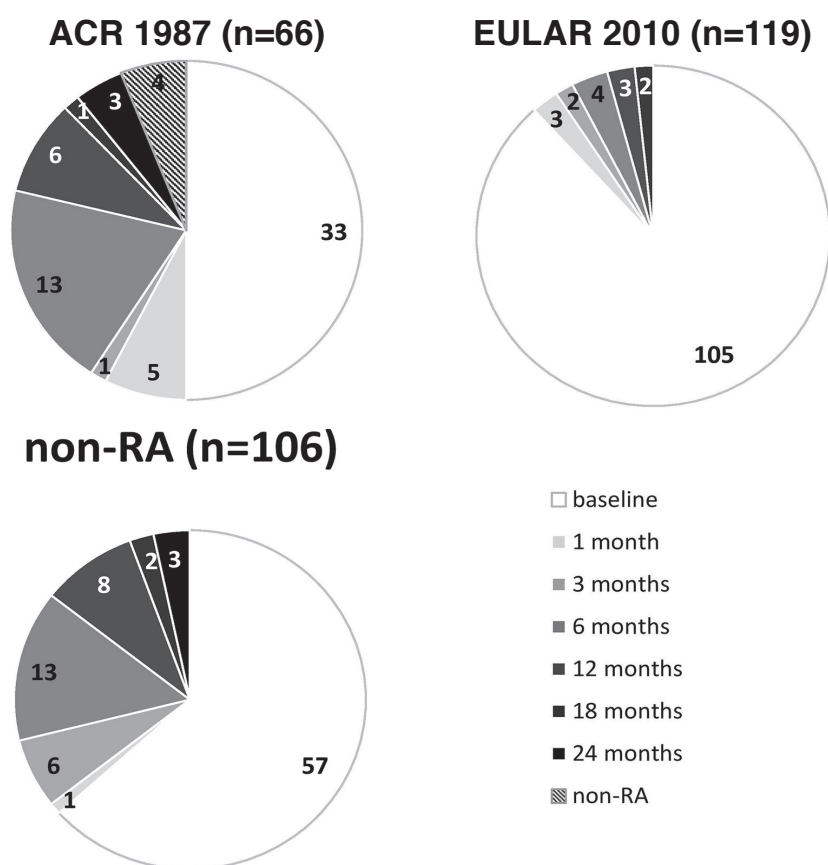 ACR 1987 (n=66)
4
3
1
6
33
13
1
5
EULAR 2010 (n=119)
3
2
4
3
2
105
non-RA (n=106)
3
2
8
13
6
1
57
baseline
1 month
3 months
6 months
12 months
18 months
24 months
non-RA